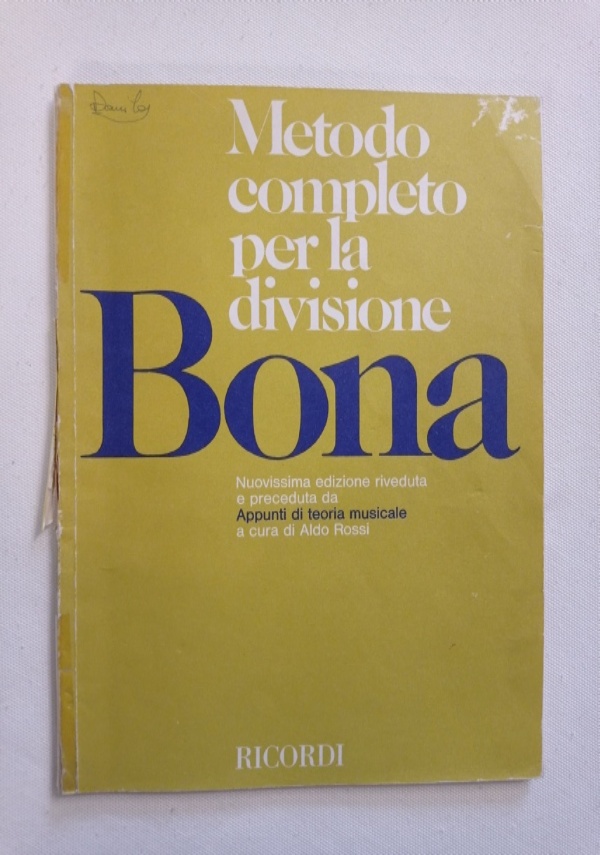 Metodo
completo
per la
divisione
Bona
Nuovissima edizione riveduta
e preceduta da
Appunti di teoria musicale
a cura di Aldo Rossi
RICORDI